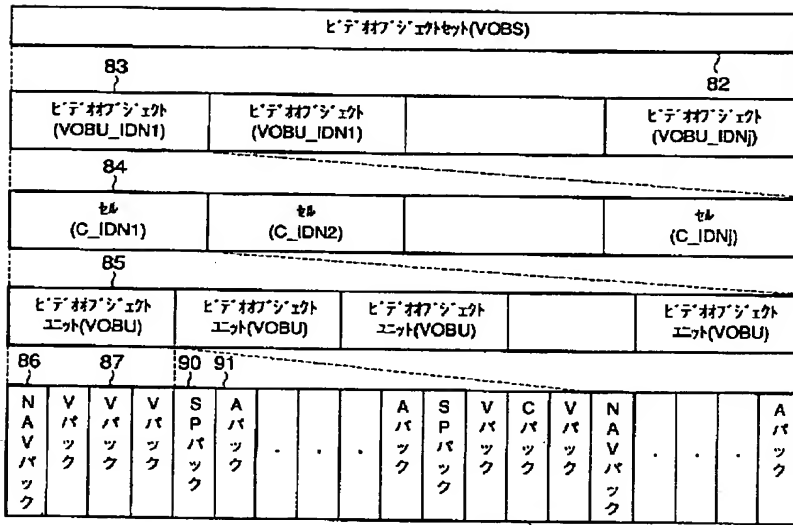 ビデオオブジェクトセット(VOBS)
83
82
ビデオオブジェクト
(VOBU_IDN1)
ビデオオブジェクト
(VOBU_IDN1)
ビデオオブジェクト
(VOBU_IDNj)
84
セル
(C_IDN1)
セル
(C_IDN2)
セル
(C_IDNj)
85
ビデオオブジェクト
ユニット(VOBU)
ビデオオブジェクト
ユニット(VOBU)
ビデオオブジェクト
ユニット(VOBU)
ビデオオブジェクト
ユニット(VOBU)
86
87
90
91
NAVパック
Vパック
Vパック
Vパック
SPパック
Aパック
・
・
・
Aパック
SPパック
Vパック
Cパック
Vパック
NAVパック
・
・
・
Aパック